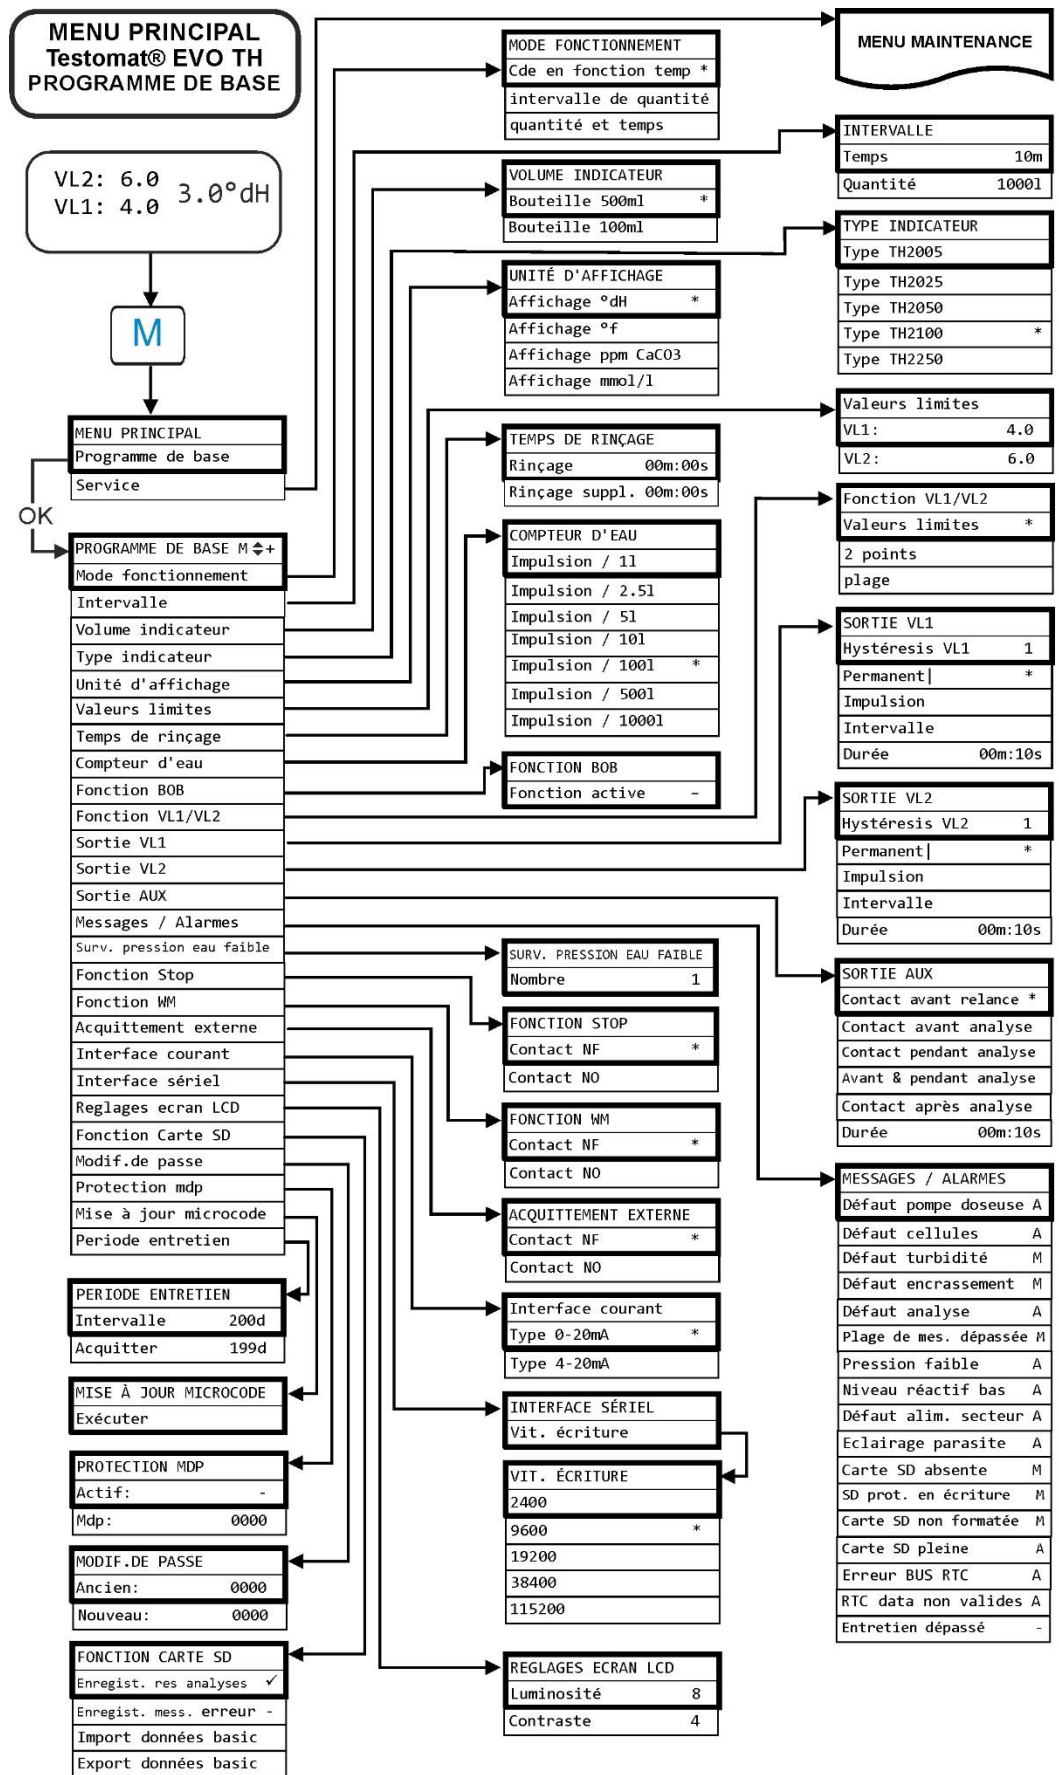 MENU PRINCIPAL
Testomat® EVO TH
PROGRAMME DE BASE
VL2: 6.0
VL1: 4.0
3.0°dH
M
MENU PRINCIPAL
Programme de base
Service
OK
PROGRAMME DE BASE M +
Mode fonctionnement
Intervalle
Volume indicateur
Type indicateur
Unité d'affichage
Valeurs limites
Temps de rinçage
Compteur d'eau
Fonction BOB
Fonction VL1/VL2
Sortie VL1
Sortie VL2
Sortie AUX
Messages / Alarmes
Surv. pression eau faible
Fonction Stop
Fonction WM
Acquittement externe
Interface courant
Interface sériel
Reglages ecran LCD
Fonction Carte SD
Modif.de passe
Protection mdp
Mise à jour microcode
Periode entretien
PERIODE ENTRETIEN
Intervalle 200d
Acquitter 199d
MISE À JOUR MICROCODE
Exécuter
PROTECTION MDP
Actif: -
Mdp: 0000
MODIF.DE PASSE
Ancien: 0000
Nouveau: 0000
FONCTION CARTE SD
Enregist. res analyses ✓
Enregist. mess. erreur -
Import données basic
Export données basic
MODE FONCTIONNEMENT
Cde en fonction temp *
intervalle de quantité
quantité et temps
VOLUME INDICATEUR
Bouteille 500ml *
Bouteille 100ml
UNITÉ D'AFFICHAGE
Affichage °dH *
Affichage °f
Affichage ppm CaCO3
Affichage mmol/l
TEMPS DE RINÇAGE
Rinçage 00m:00s
Rinçage suppl. 00m:00s
COMPTEUR D'EAU
Impulsion / 1l
Impulsion / 2.5l
Impulsion / 5l
Impulsion / 10l
Impulsion / 100l *
Impulsion / 500l
Impulsion / 1000l
FONCTION BOB
Fonction active -
SURV. PRESSION EAU FAIBLE
Nombre 1
FONCTION STOP
Contact NF *
Contact NO
FONCTION WM
Contact NF *
Contact NO
ACQUITTEMENT EXTERNE
Contact NF *
Contact NO
Interface courant
Type 0-20mA *
Type 4-20mA
INTERFACE SÉRIEL
Vit. écriture
VIT. ÉCRITURE
2400
9600 *
19200
38400
115200
REGLAGES ECRAN LCD
Luminosité 8
Contraste 4
MENU MAINTENANCE
INTERVALLE
Temps 10m
Quantité 1000l
TYPE INDICATEUR
Type TH2005
Type TH2025
Type TH2050
Type TH2100 *
Type TH2250
Valeurs limites
VL1: 4.0
VL2: 6.0
Fonction VL1/VL2
Valeurs limites *
2 points
plage
SORTIE VL1
Hystéresis VL1 1
Permanent| *
Impulsion
Intervalle
Durée 00m:10s
SORTIE VL2
Hystéresis VL2 1
Permanent| *
Impulsion
Intervalle
Durée 00m:10s
SORTIE AUX
Contact avant relance *
Contact avant analyse
Contact pendant analyse
Avant & pendant analyse
Contact après analyse
Durée 00m:10s
MESSAGES / ALARMES
Défaut pompe doseuse A
Défaut cellules A
Défaut turbidité M
Défaut encrassement M
Défaut analyse A
Plage de mes. dépassée M
Pression faible A
Niveau réactif bas A
Défaut alim. secteur A
Eclairage parasite A
Carte SD absente M
SD prot. en écriture M
Carte SD non formatée M
Carte SD pleine A
Erreur BUS RTC A
RTC data non valides A
Entretien dépassé -